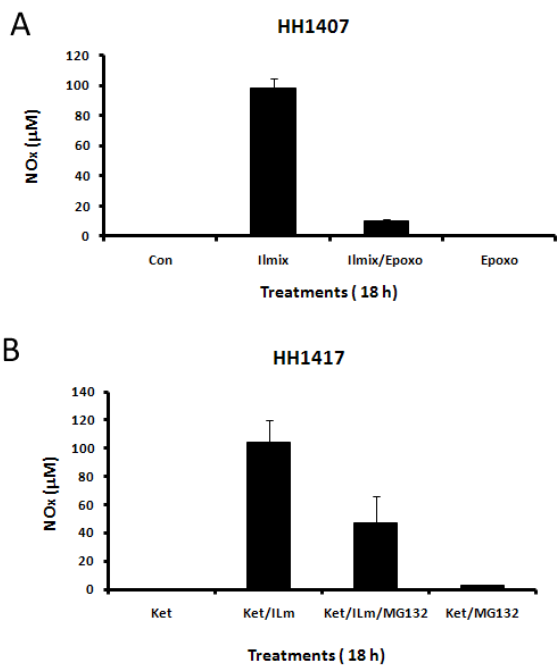 A
HH1407
120
100
80
60
40
20
0
NOx (µM)
Con Ilmix Ilmix/Epoxo Epoxo
Treatments ( 18 h)
B
HH1417
140
120
100
80
60
40
20
0
NOx (µM)
Ket Ket/ILm Ket/ILm/MG132 Ket/MG132
Treatments ( 18 h)